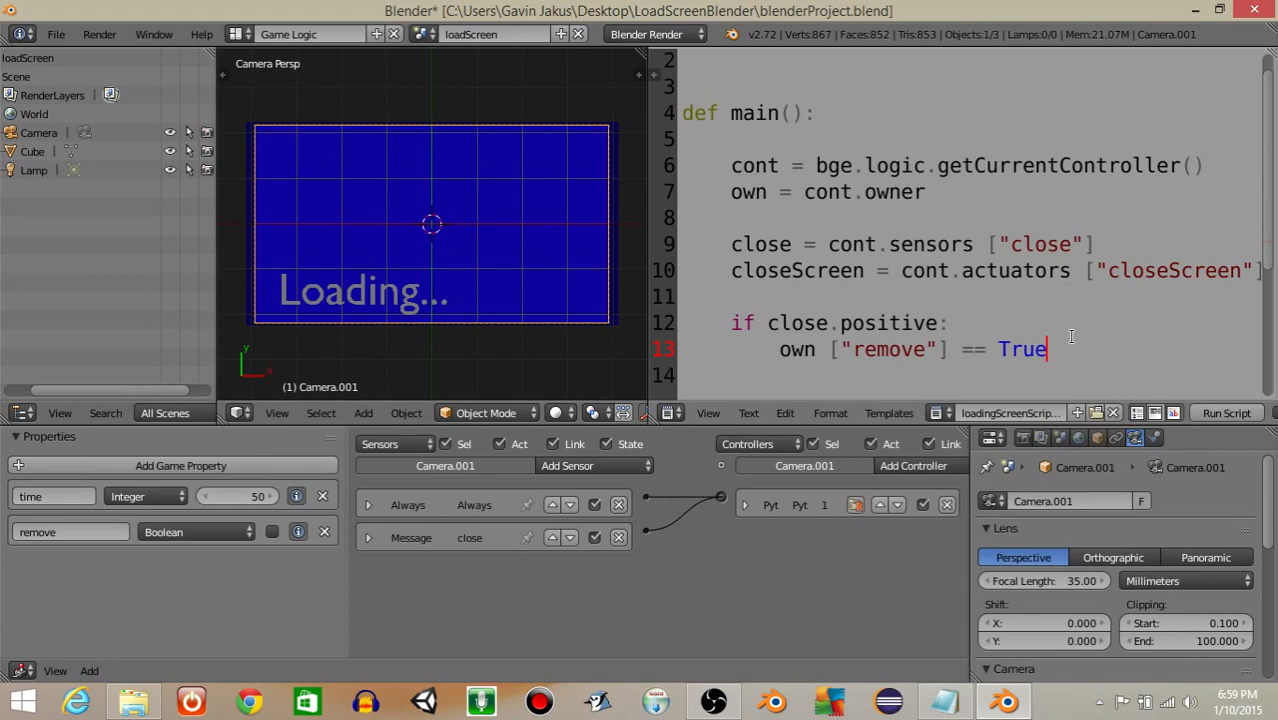 Blender* [C:\Users\Gavin Jakus\Desktop\LoadScreenBlender\blenderProject.blend]
File Render Window Help Game Logic loadScreen Blender Render v2.72 | Verts:867 | Faces:852 | Tris:853 | Objects:1/3 | Lamps:0/0 | Mem:21.07M | Camera.001
loadScreen
Scene
RenderLayers
World
Camera
Cube
Lamp
View Search All Scenes
Camera Persp
Loading...
y
x
(1) Camera.001
View Select Add Object Object Mode
2
3
4 def main():
5
6 cont = bge.logic.getCurrentController()
7 own = cont.owner
8
9 close = cont.sensors ["close"]
10 closeScreen = cont.actuators ["closeScreen"]
11
12 if close.positive:
13 own ["remove"] == True
14
View Text Edit Format Templates loadingScreenScrip... Run Script
Properties
Add Game Property
time Integer 50
remove Boolean
Sensors Sel Act Link State
Camera.001 Add Sensor
Always Always
Message close
Controllers Sel Act Link
Camera.001 Add Controller
Pyt Pyt 1
View Add
Camera.001 Camera.001
Camera.001 F
Lens
Perspective Orthographic Panoramic
Focal Length: 35.00 Millimeters
Shift: Clipping:
X: 0.000 Start: 0.100
Y: 0.000 End: 100.000
Camera
6:59 PM
1/10/2015